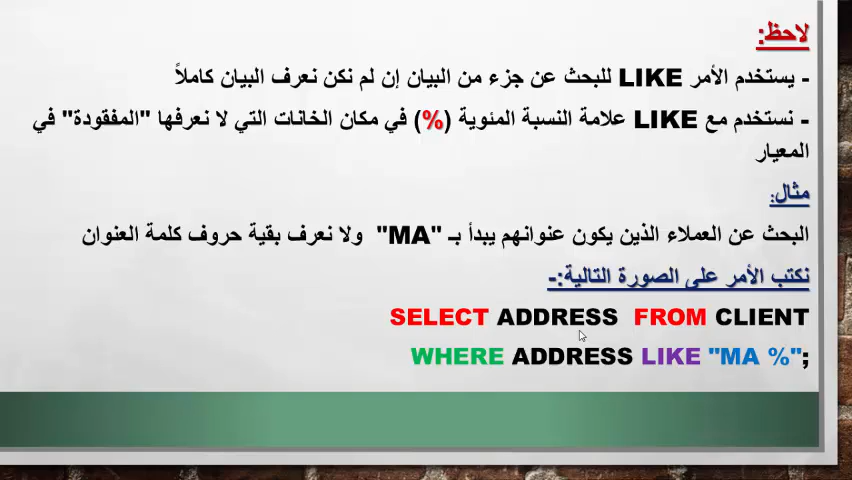 لاحظ:
- يستخدم الأمر LIKE للبحث عن جزء من البيان إن لم نكن نعرف البيان كاملاً
- نستخدم مع LIKE علامة النسبة المئوية (%) في مكان الخانات التي لا نعرفها "المفقودة" في
المعيار
مثال:
البحث عن العملاء الذين يكون عنوانهم يبدأ بـ "MA" ولا نعرف بقية حروف كلمة العنوان
نكتب الأمر على الصورة التالية:-
SELECT ADDRESS FROM CLIENT
WHERE ADDRESS LIKE "MA %";